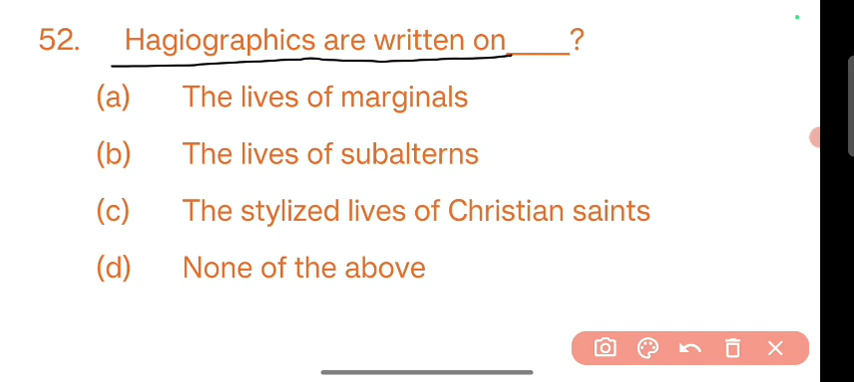 52. Hagiographics are written on____?
(a) The lives of marginals
(b) The lives of subalterns
(c) The stylized lives of Christian saints
(d) None of the above